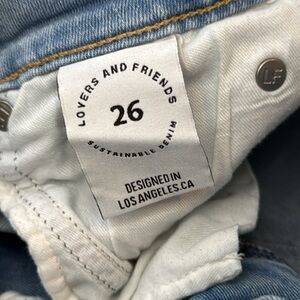 LOVERS AND FRIENDS
26
SUSTAINABLE DENIM
DESIGNED IN
LOS ANGELES.CA
LF